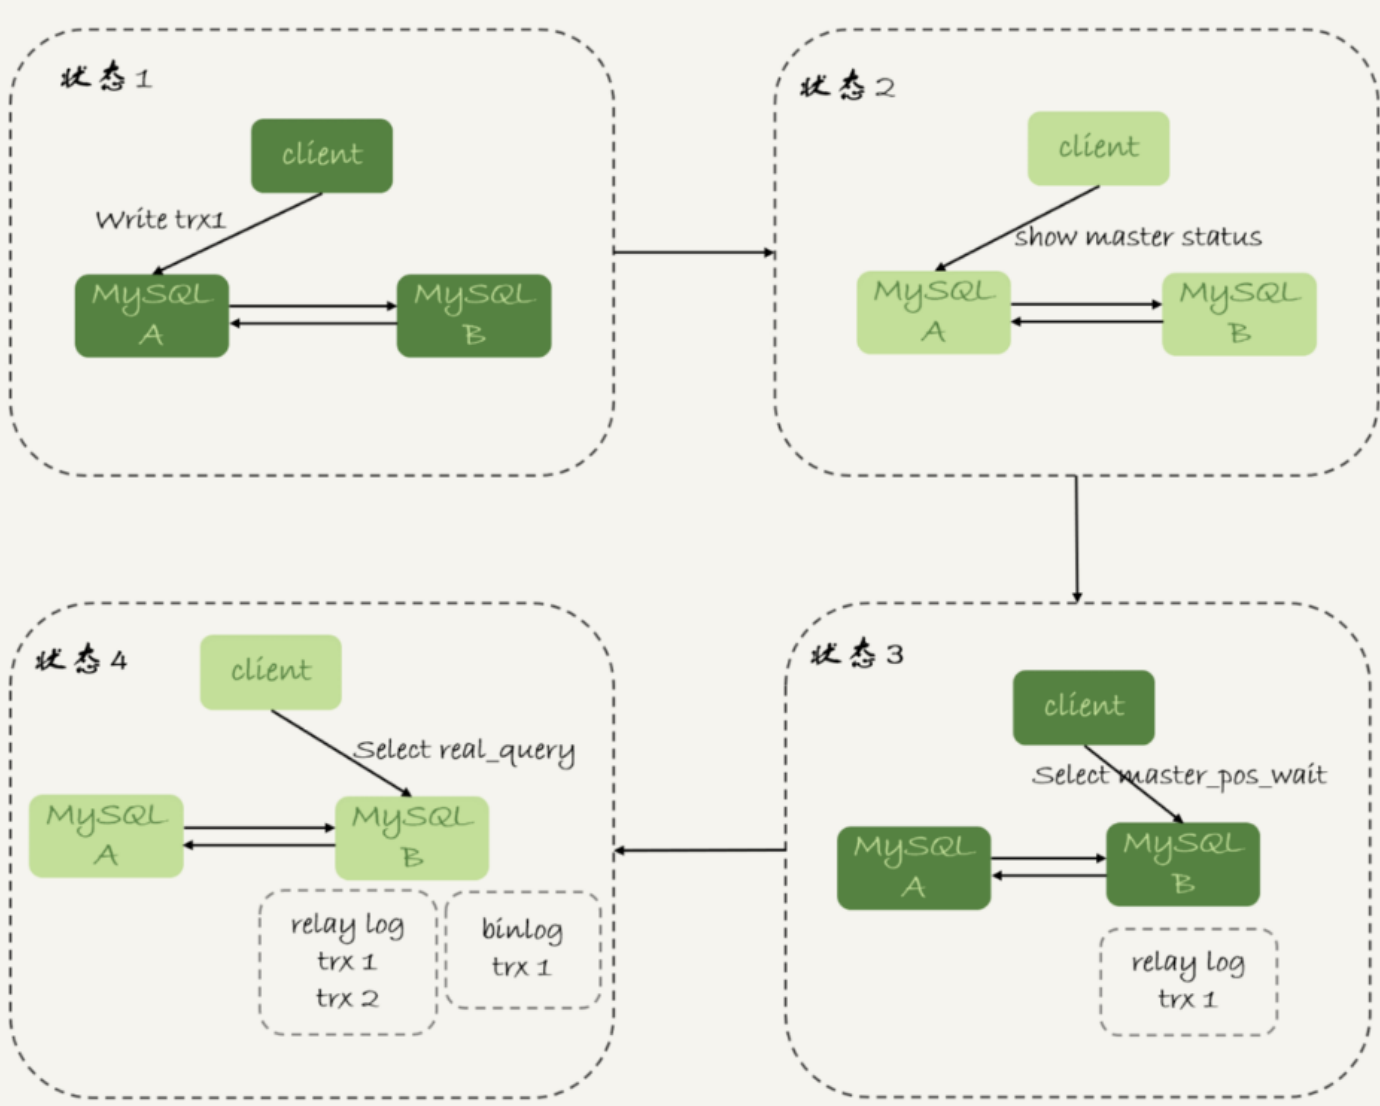 状态1
client
Write trx1
MySQL
A
MySQL
B
状态2
client
show master status
MySQL
A
MySQL
B
状态4
client
Select real_query
MySQL
A
MySQL
B
relay log
trx 1
trx 2
binlog
trx 1
状态3
client
Select master_pos_wait
MySQL
A
MySQL
B
relay log
trx 1